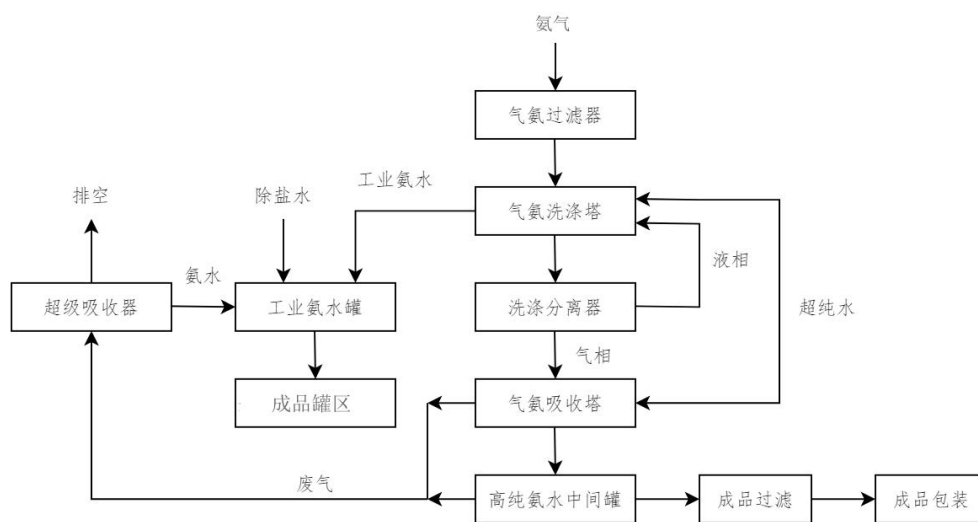 氨气
气氨过滤器
工业氨水
排空
除盐水
气氨洗涤塔
液相
氨水
超级吸收器
工业氨水罐
洗涤分离器
超纯水
气相
成品罐区
气氨吸收塔
废气
高纯氨水中间罐
成品过滤
成品包装